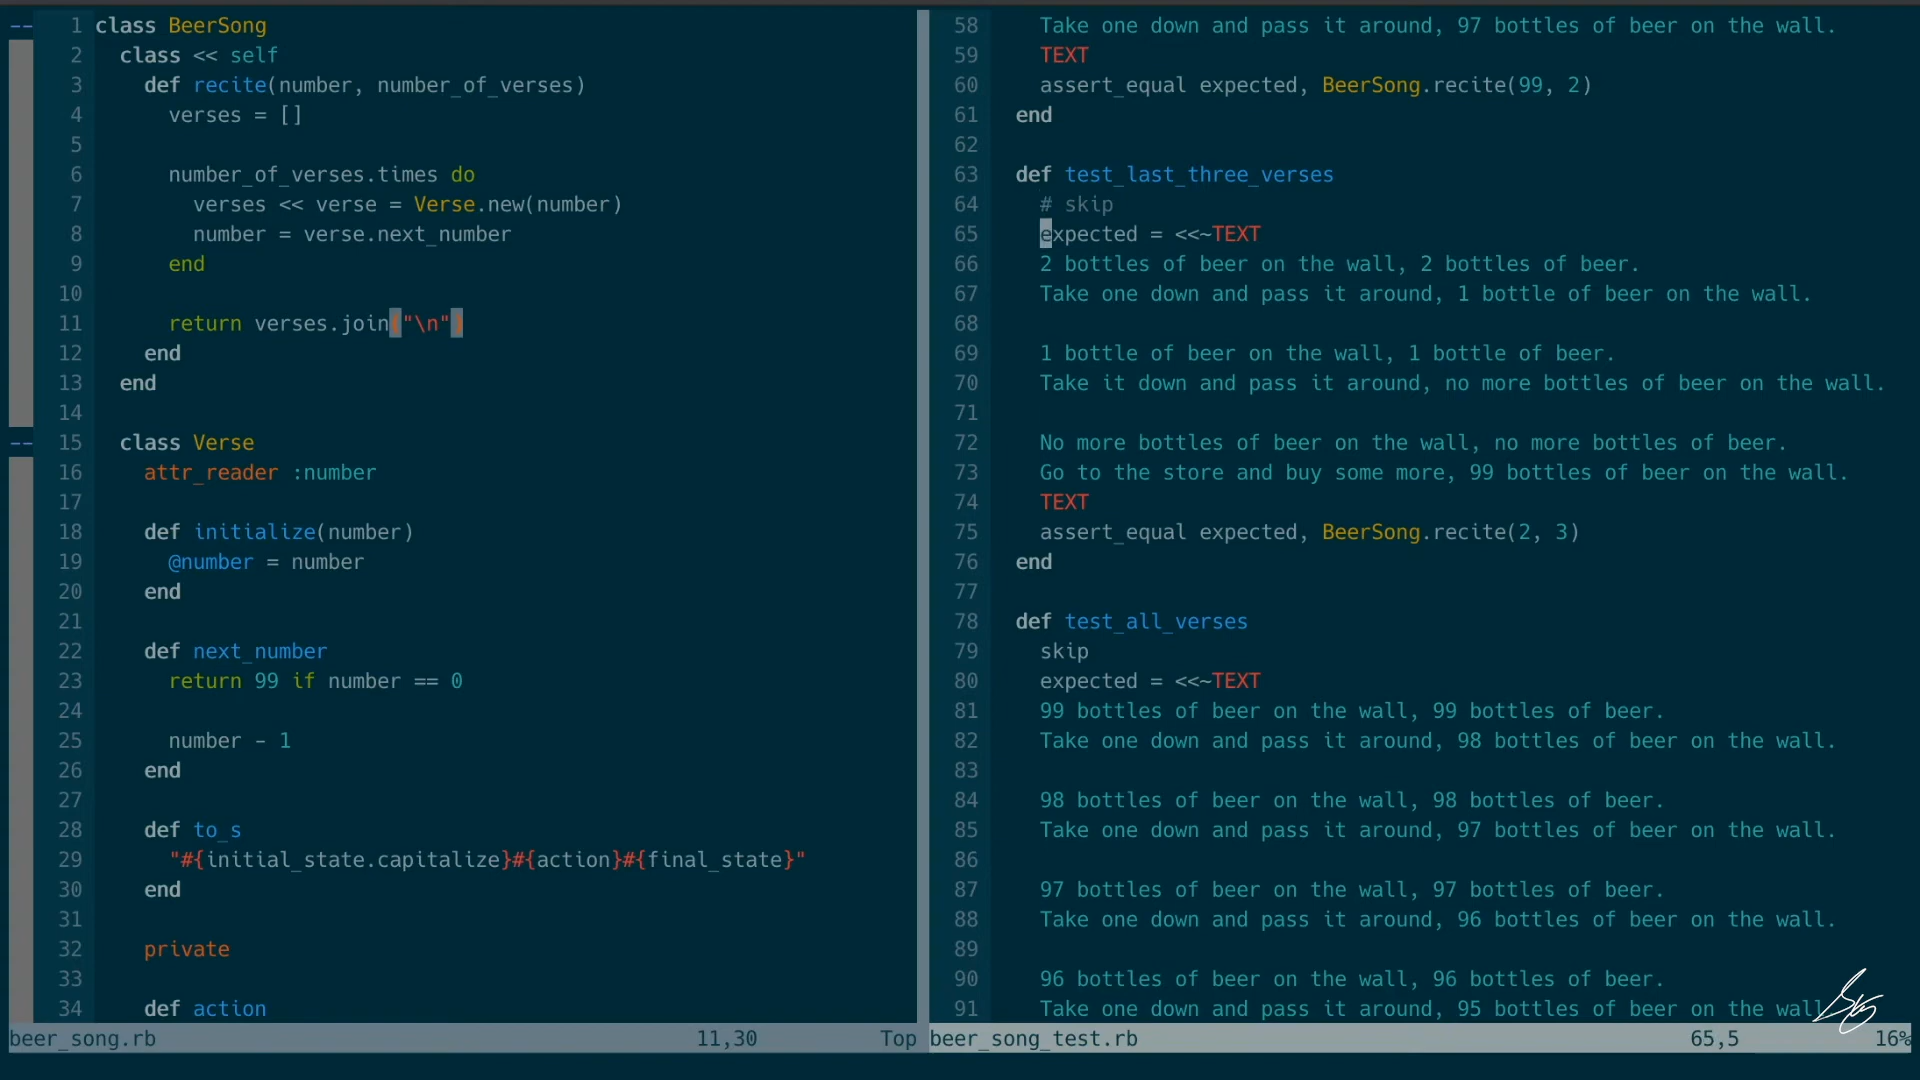 1 class BeerSong
2   class << self
3     def recite(number, number_of_verses)
4       verses = []
5
6       number_of_verses.times do
7         verses << verse = Verse.new(number)
8         number = verse.next_number
9       end
10
11       return verses.join("\n")
12     end
13   end
14
15   class Verse
16     attr_reader :number
17
18     def initialize(number)
19       @number = number
20     end
21
22     def next_number
23       return 99 if number == 0
24
25       number - 1
26     end
27
28     def to_s
29       "#{initial_state.capitalize}#{action}#{final_state}"
30     end
31
32     private
33
34     def action
beer_song.rb 11,30 Top
58     Take one down and pass it around, 97 bottles of beer on the wall.
59     TEXT
60     assert_equal expected, BeerSong.recite(99, 2)
61   end
62
63   def test_last_three_verses
64     # skip
65     expected = <<~TEXT
66     2 bottles of beer on the wall, 2 bottles of beer.
67     Take one down and pass it around, 1 bottle of beer on the wall.
68
69     1 bottle of beer on the wall, 1 bottle of beer.
70     Take it down and pass it around, no more bottles of beer on the wall.
71
72     No more bottles of beer on the wall, no more bottles of beer.
73     Go to the store and buy some more, 99 bottles of beer on the wall.
74     TEXT
75     assert_equal expected, BeerSong.recite(2, 3)
76   end
77
78   def test_all_verses
79     skip
80     expected = <<~TEXT
81     99 bottles of beer on the wall, 99 bottles of beer.
82     Take one down and pass it around, 98 bottles of beer on the wall.
83
84     98 bottles of beer on the wall, 98 bottles of beer.
85     Take one down and pass it around, 97 bottles of beer on the wall.
86
87     97 bottles of beer on the wall, 97 bottles of beer.
88     Take one down and pass it around, 96 bottles of beer on the wall.
89
90     96 bottles of beer on the wall, 96 bottles of beer.
91     Take one down and pass it around, 95 bottles of beer on the wall
beer_song_test.rb 65,5 16%